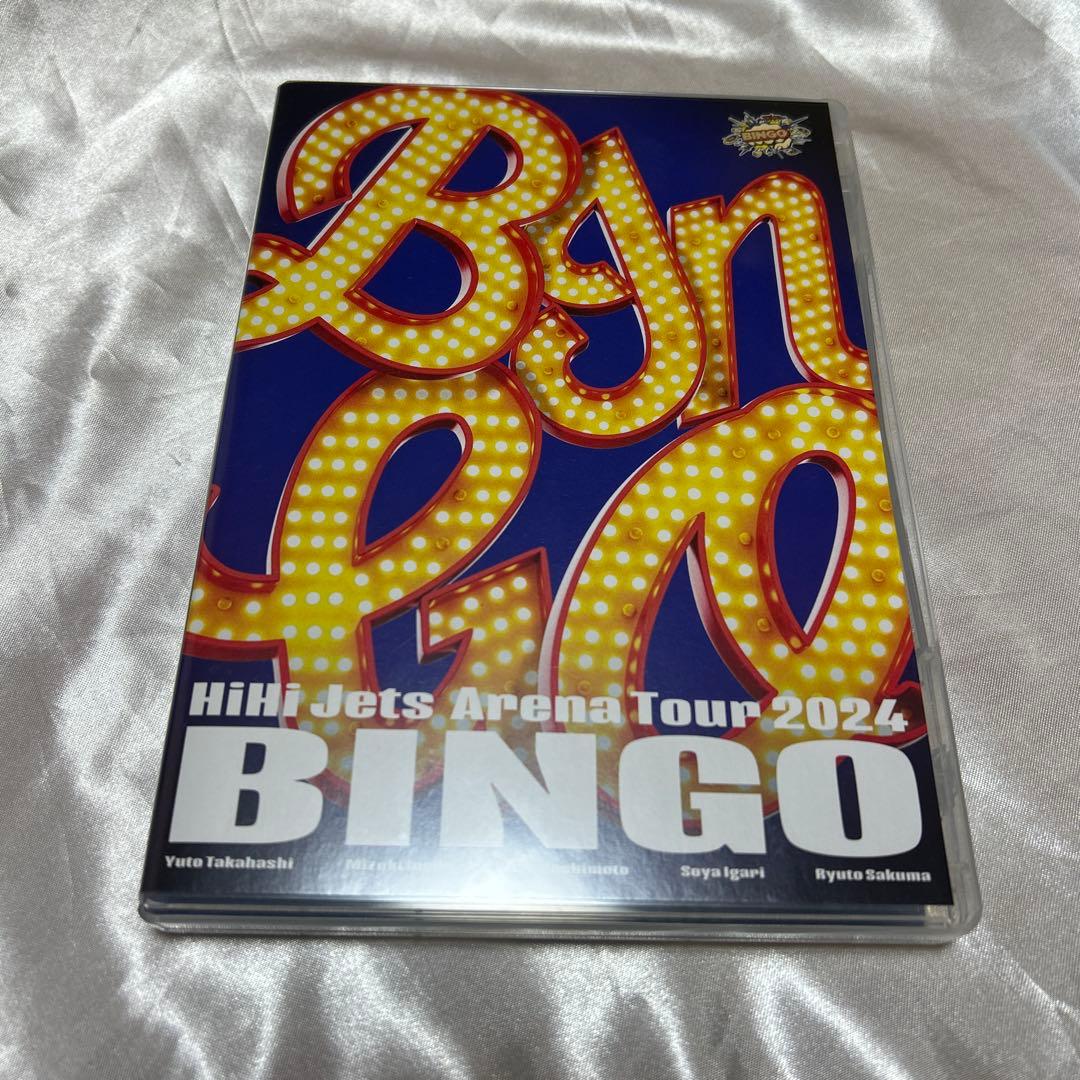 BINGO
Bingo
HiHi Jets Arena Tour 2024
BINGO
Yuto Takahashi Soya Igari Ryuto Sakuma